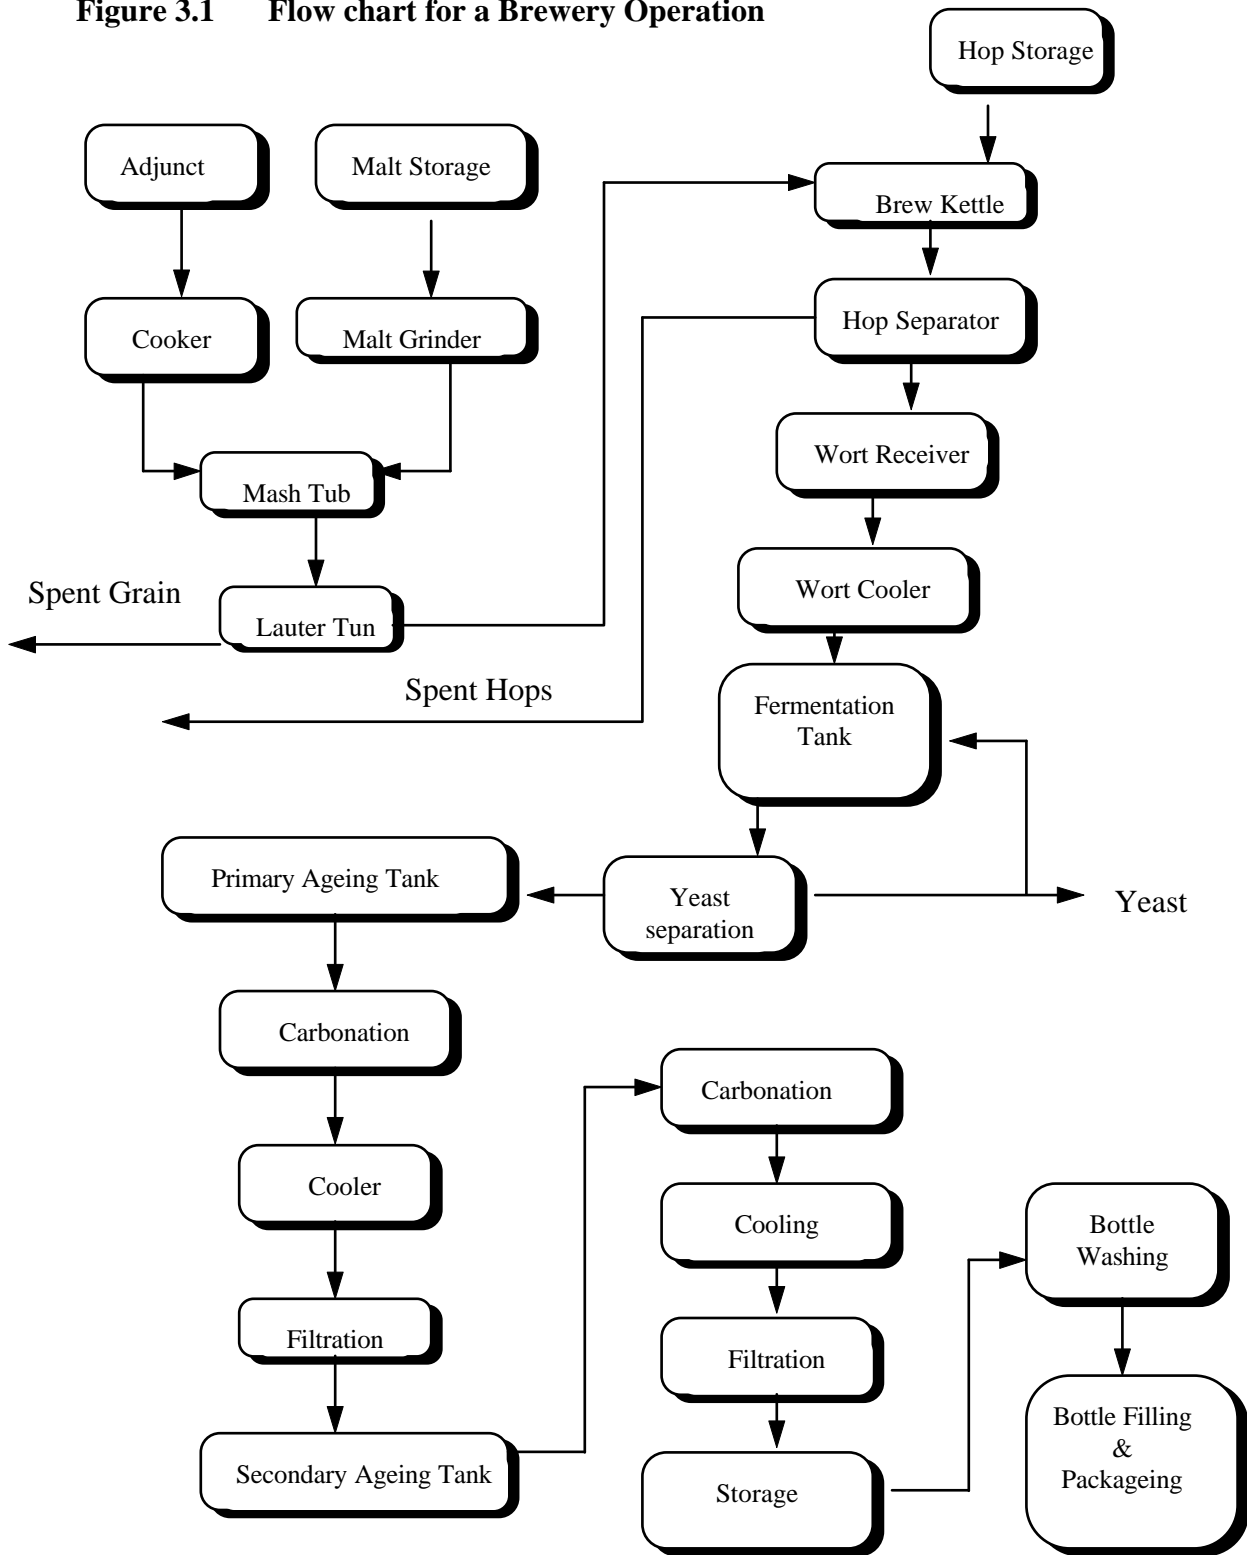 Figure 3.1 Flow chart for a Brewery Operation
Hop Storage
Adjunct
Malt Storage
Brew Kettle
Cooker
Malt Grinder
Hop Separator
Wort Receiver
Mash Tub
Wort Cooler
Spent Grain
Lauter Tun
Spent Hops
Fermentation
Tank
Primary Ageing Tank
Yeast
separation
Yeast
Carbonation
Carbonation
Cooler
Cooling
Bottle
Washing
Filtration
Filtration
Bottle Filling
&
Packageing
Secondary Ageing Tank
Storage